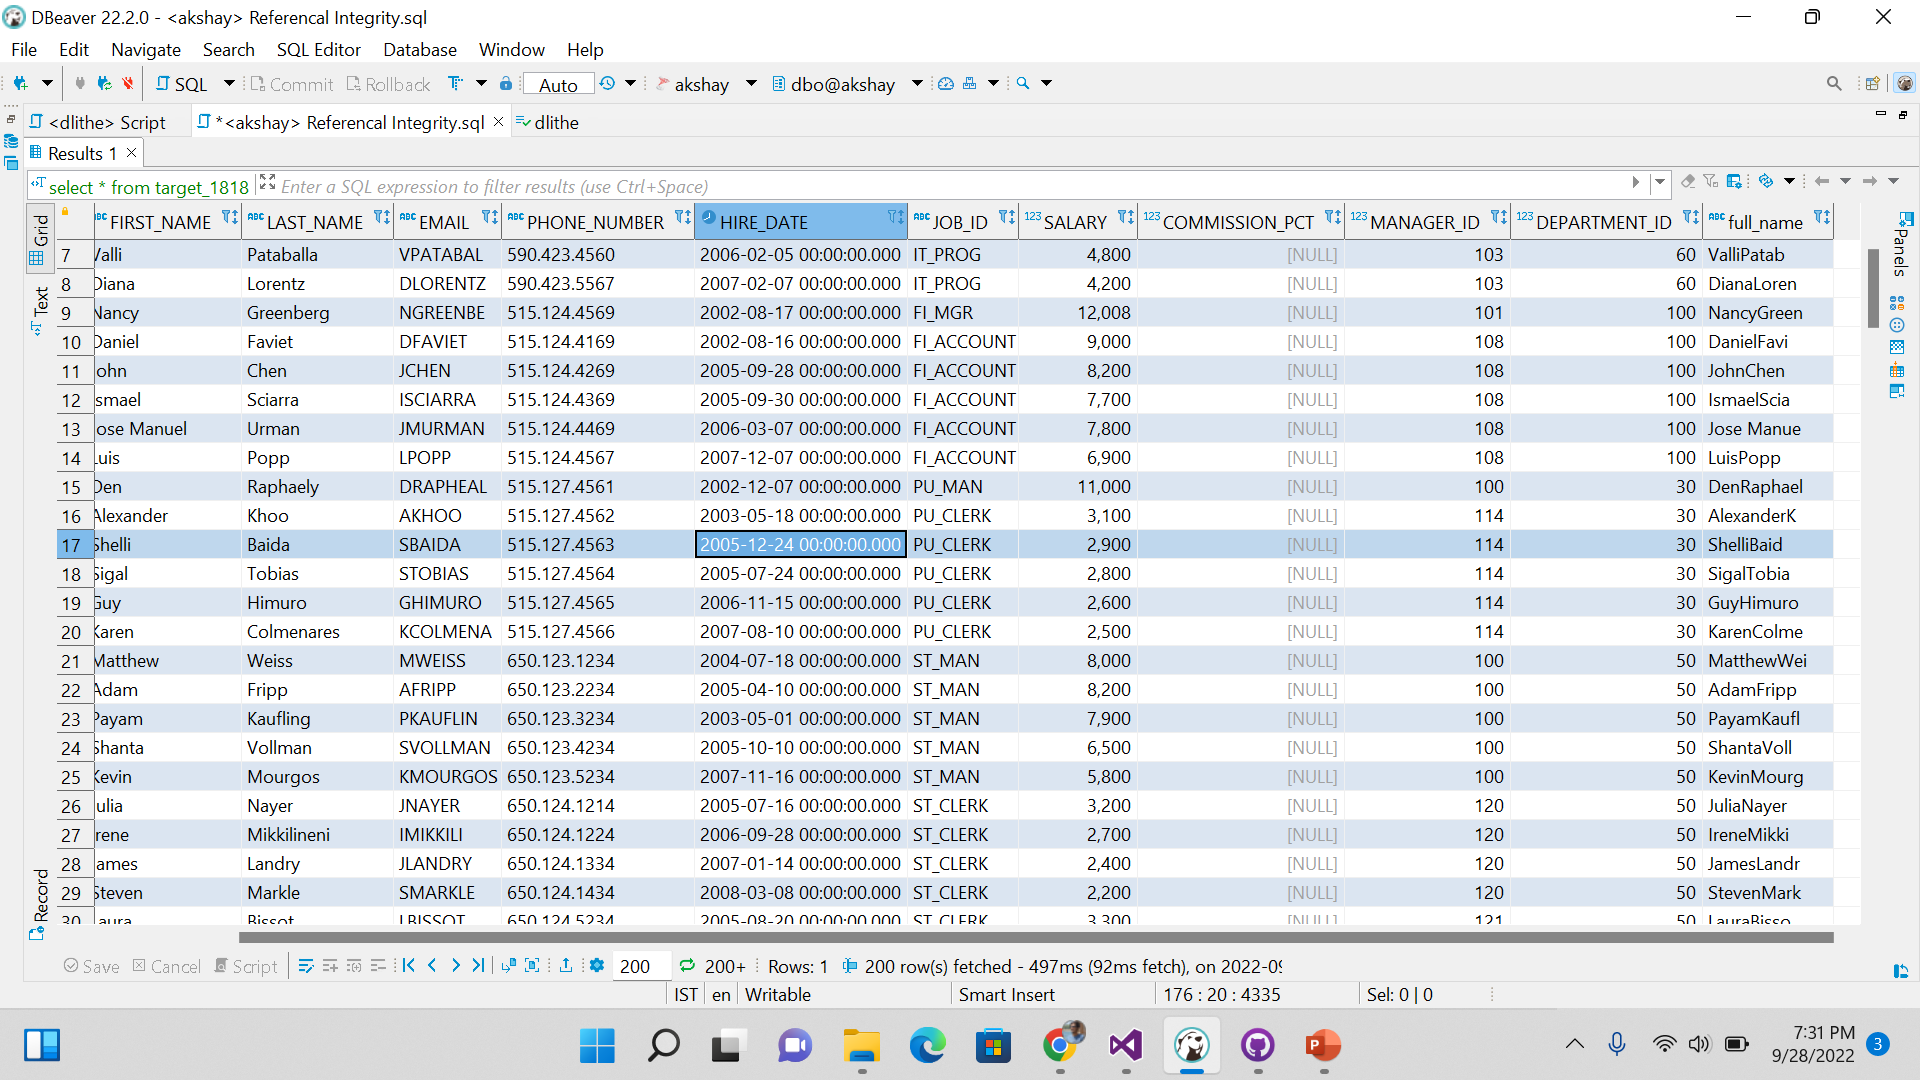 DBeaver 22.2.0 - <akshay> Referencal Integrity.sql
File Edit Navigate Search SQL Editor Database Window Help
SQL Commit Rollback Auto akshay dbo@akshay
<dlithe> Script *<akshay> Referencal Integrity.sql dlithe
Results 1
select * from target_1818 Enter a SQL expression to filter results (use Ctrl+Space)
Grid
Text
Record
Panels
ABC FIRST_NAME ABC LAST_NAME ABC EMAIL ABC PHONE_NUMBER HIRE_DATE ABC JOB_ID 123 SALARY 123 COMMISSION_PCT 123 MANAGER_ID 123 DEPARTMENT_ID ABC full_name
7 Valli Pataballa VPATABAL 590.423.4560 2006-02-05 00:00:00.000 IT_PROG 4,800 [NULL] 103 60 ValliPatab
8 Diana Lorentz DLORENTZ 590.423.5567 2007-02-07 00:00:00.000 IT_PROG 4,200 [NULL] 103 60 DianaLoren
9 Nancy Greenberg NGREENBE 515.124.4569 2002-08-17 00:00:00.000 FI_MGR 12,008 [NULL] 101 100 NancyGreen
10 Daniel Faviet DFAVIET 515.124.4169 2002-08-16 00:00:00.000 FI_ACCOUNT 9,000 [NULL] 108 100 DanielFavi
11 ohn Chen JCHEN 515.124.4269 2005-09-28 00:00:00.000 FI_ACCOUNT 8,200 [NULL] 108 100 JohnChen
12 smael Sciarra ISCIARRA 515.124.4369 2005-09-30 00:00:00.000 FI_ACCOUNT 7,700 [NULL] 108 100 IsmaelScia
13 ose Manuel Urman JMURMAN 515.124.4469 2006-03-07 00:00:00.000 FI_ACCOUNT 7,800 [NULL] 108 100 Jose Manue
14 Luis Popp LPOPP 515.124.4567 2007-12-07 00:00:00.000 FI_ACCOUNT 6,900 [NULL] 108 100 LuisPopp
15 Den Raphaely DRAPHEAL 515.127.4561 2002-12-07 00:00:00.000 PU_MAN 11,000 [NULL] 100 30 DenRaphael
16 Alexander Khoo AKHOO 515.127.4562 2003-05-18 00:00:00.000 PU_CLERK 3,100 [NULL] 114 30 AlexanderK
17 Shelli Baida SBAIDA 515.127.4563 2005-12-24 00:00:00.000 PU_CLERK 2,900 [NULL] 114 30 ShelliBaid
18 Sigal Tobias STOBIAS 515.127.4564 2005-07-24 00:00:00.000 PU_CLERK 2,800 [NULL] 114 30 SigalTobia
19 Guy Himuro GHIMURO 515.127.4565 2006-11-15 00:00:00.000 PU_CLERK 2,600 [NULL] 114 30 GuyHimuro
20 Karen Colmenares KCOLMENA 515.127.4566 2007-08-10 00:00:00.000 PU_CLERK 2,500 [NULL] 114 30 KarenColme
21 Matthew Weiss MWEISS 650.123.1234 2004-07-18 00:00:00.000 ST_MAN 8,000 [NULL] 100 50 MatthewWei
22 Adam Fripp AFRIPP 650.123.2234 2005-04-10 00:00:00.000 ST_MAN 8,200 [NULL] 100 50 AdamFripp
23 Payam Kaufling PKAUFLIN 650.123.3234 2003-05-01 00:00:00.000 ST_MAN 7,900 [NULL] 100 50 PayamKaufl
24 Shanta Vollman SVOLLMAN 650.123.4234 2005-10-10 00:00:00.000 ST_MAN 6,500 [NULL] 100 50 ShantaVoll
25 Kevin Mourgos KMOURGOS 650.123.5234 2007-11-16 00:00:00.000 ST_MAN 5,800 [NULL] 100 50 KevinMourg
26 ulia Nayer JNAYER 650.124.1214 2005-07-16 00:00:00.000 ST_CLERK 3,200 [NULL] 120 50 JuliaNayer
27 rene Mikkilineni IMIKKILI 650.124.1224 2006-09-28 00:00:00.000 ST_CLERK 2,700 [NULL] 120 50 IreneMikki
28 ames Landry JLANDRY 650.124.1334 2007-01-14 00:00:00.000 ST_CLERK 2,400 [NULL] 120 50 JamesLandr
29 Steven Markle SMARKLE 650.124.1434 2008-03-08 00:00:00.000 ST_CLERK 2,200 [NULL] 120 50 StevenMark
30 Laura Bissot LBISSOT 650.124.5234 2005-08-20 00:00:00.000 ST_CLERK 3,300 [NULL] 121 50 LauraBisso
Save Cancel Script 200 200+ Rows: 1 200 row(s) fetched - 497ms (92ms fetch), on 2022-09
IST en Writable Smart Insert 176 : 20 : 4335 Sel: 0 | 0
7:31 PM
9/28/2022 3